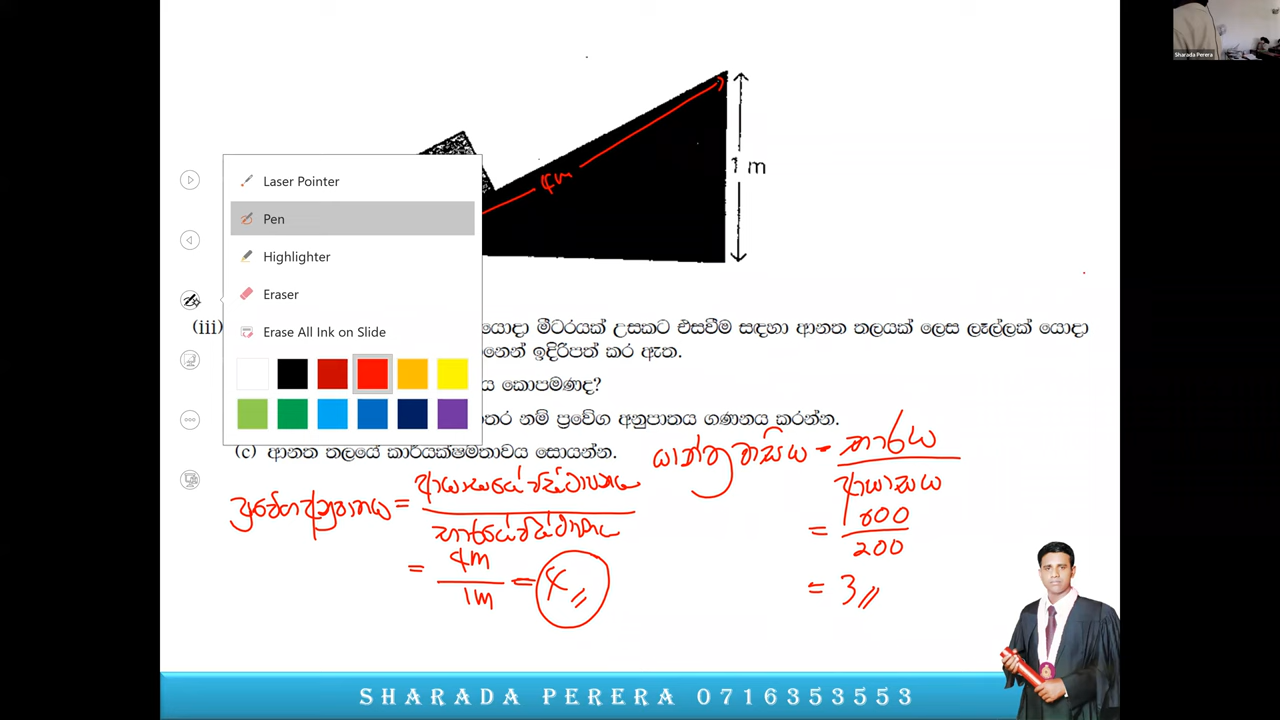 Sharada Perera
1 m
4m
Laser Pointer
Pen
Highlighter
Eraser
Erase All Ink on Slide
(iii) යොදා මීටරයක් උසකට එසවීම සඳහා ආනත තලයක් ලෙස ලෑල්ලක් යොදා
නෙන් ඉදිරිපත් කර ඇත.
ය කොපමණද?
තර නම් ප්‍රවේග අනුපාතය ගණනය කරන්න.
(c) ආනත තලයේ කාර්යක්ෂමතාවය සොයන්න.
ප්‍රවේග අනුපාතය = ආයාසයේ විස්ථාපනය
භාරයේ විස්ථාපනය
= 4m
1m
= 4 //
යාන්ත්‍ර වාසිය = භාරය
ආයාසය
= 600
200
= 3 //
SHARADA PERERA 0716353553